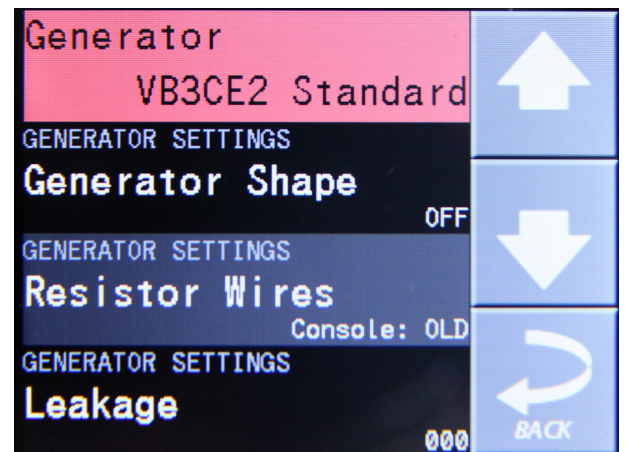 Generator
VB3CE2 Standard
GENERATOR SETTINGS
Generator Shape
OFF
GENERATOR SETTINGS
Resistor Wires
Console: OLD
GENERATOR SETTINGS
Leakage
000
BACK